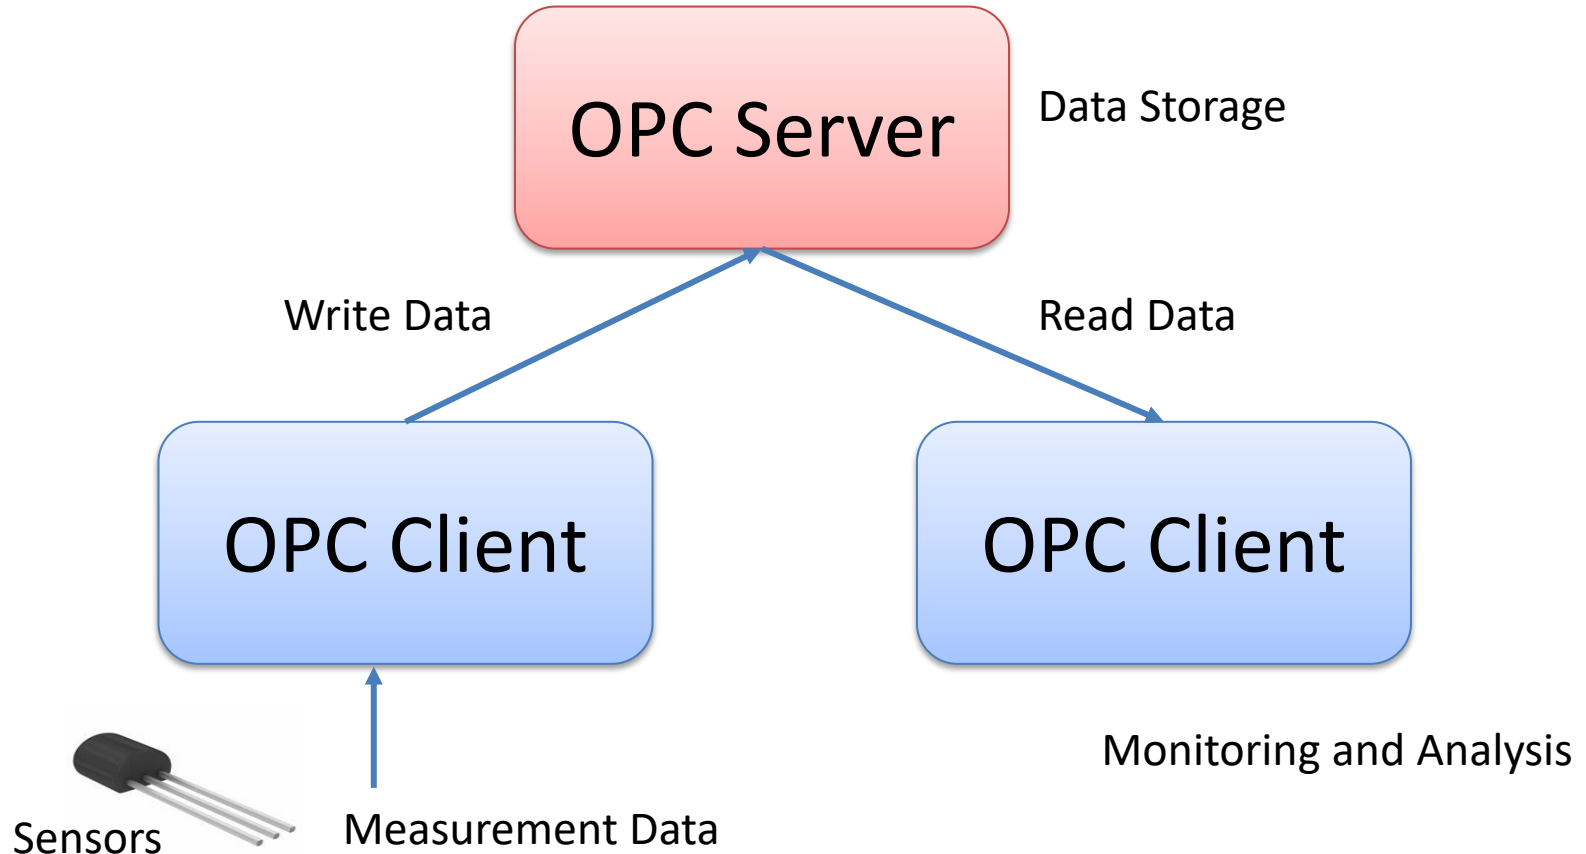 OPC Server
Data Storage
Write Data
Read Data
OPC Client
OPC Client
Monitoring and Analysis
Sensors
Measurement Data